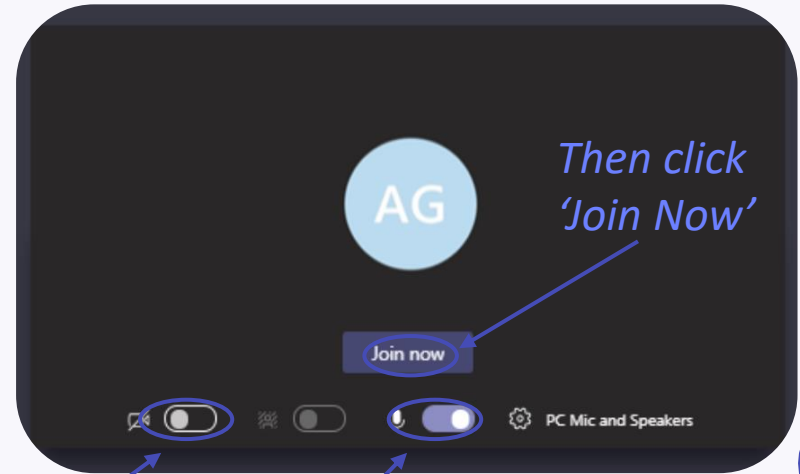 AG
Then click
‘Join Now’
Join now
PC Mic and Speakers